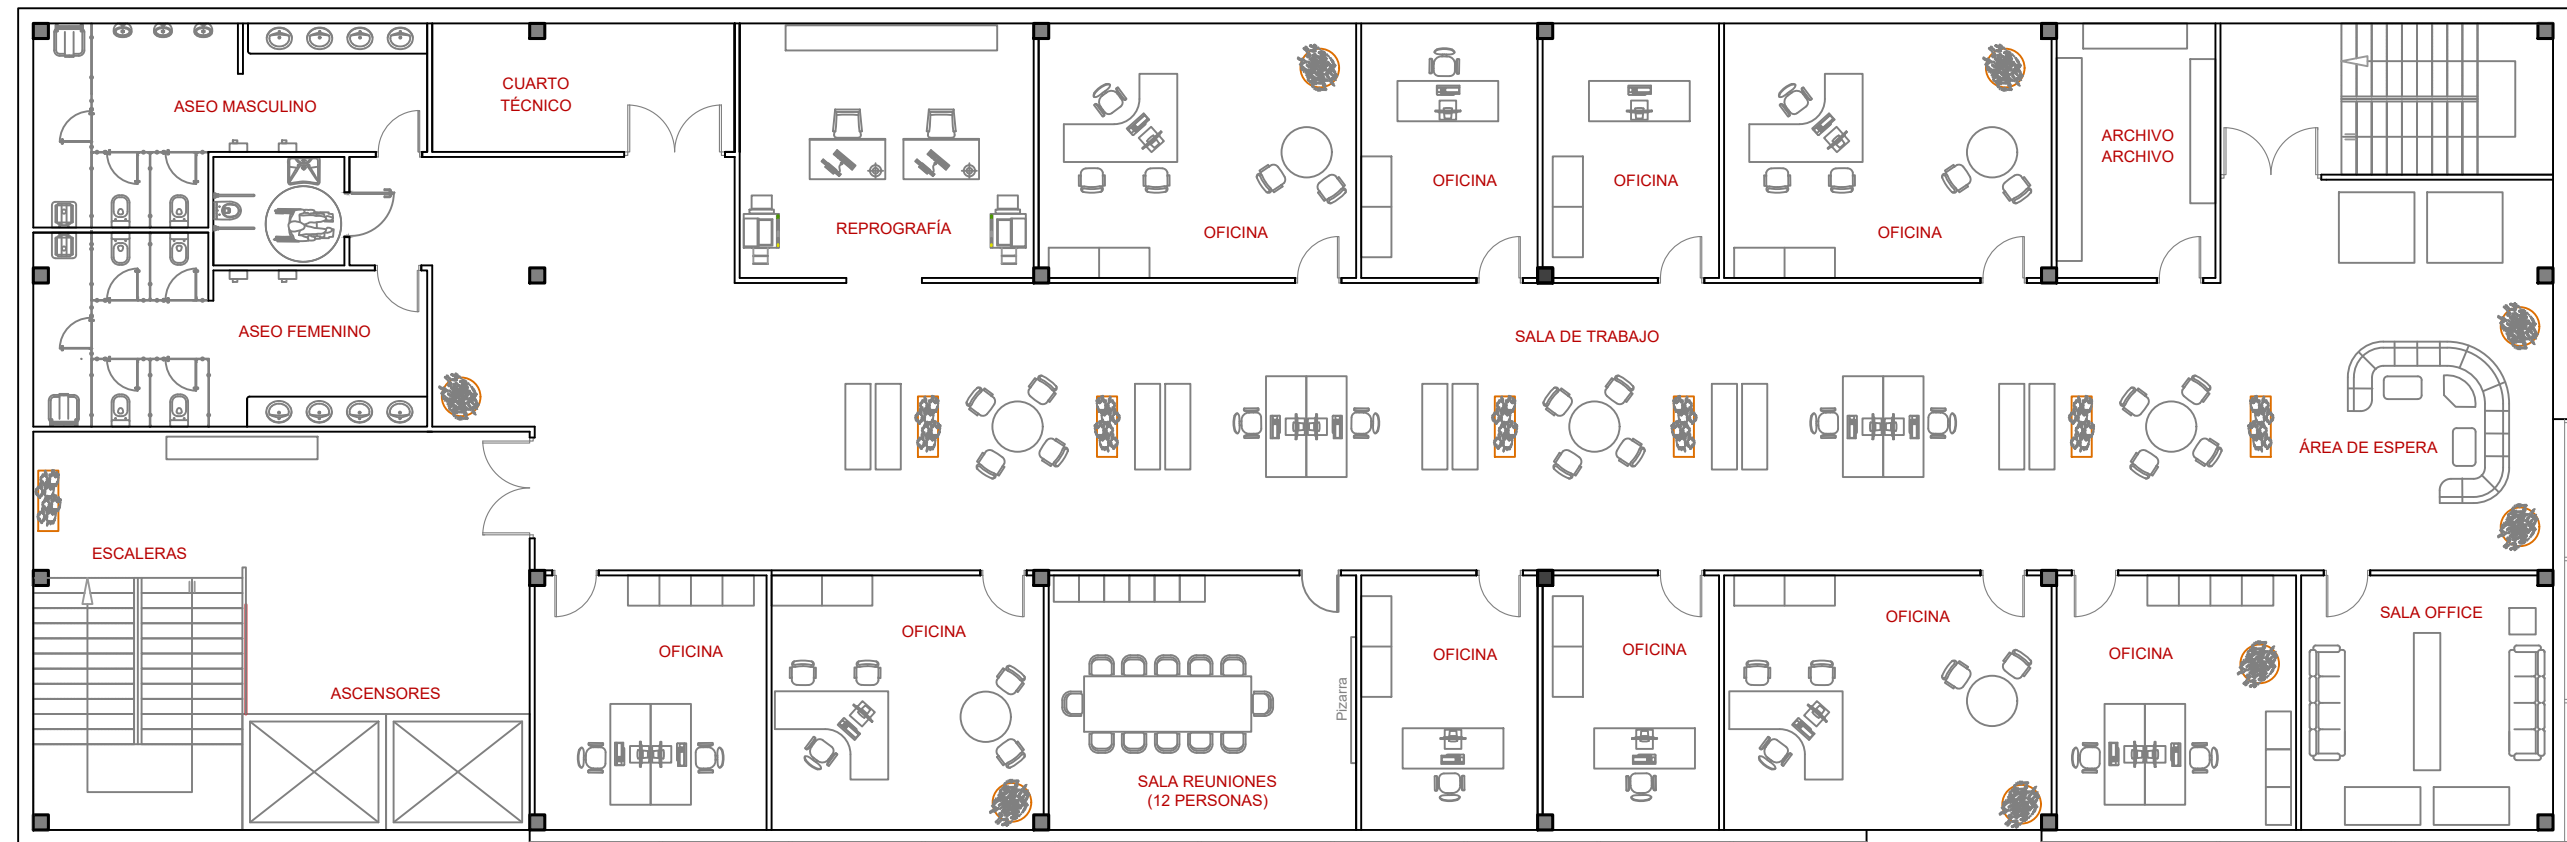 ASEO MASCULINO
CUARTO
TÉCNICO
REPROGRAFÍA
OFICINA
OFICINA
OFICINA
OFICINA
ARCHIVO
ARCHIVO
ASEO FEMENINO
SALA DE TRABAJO
ÁREA DE ESPERA
ESCALERAS
ASCENSORES
OFICINA
OFICINA
SALA REUNIONES
(12 PERSONAS)
Pizarra
OFICINA
OFICINA
OFICINA
OFICINA
SALA OFFICE